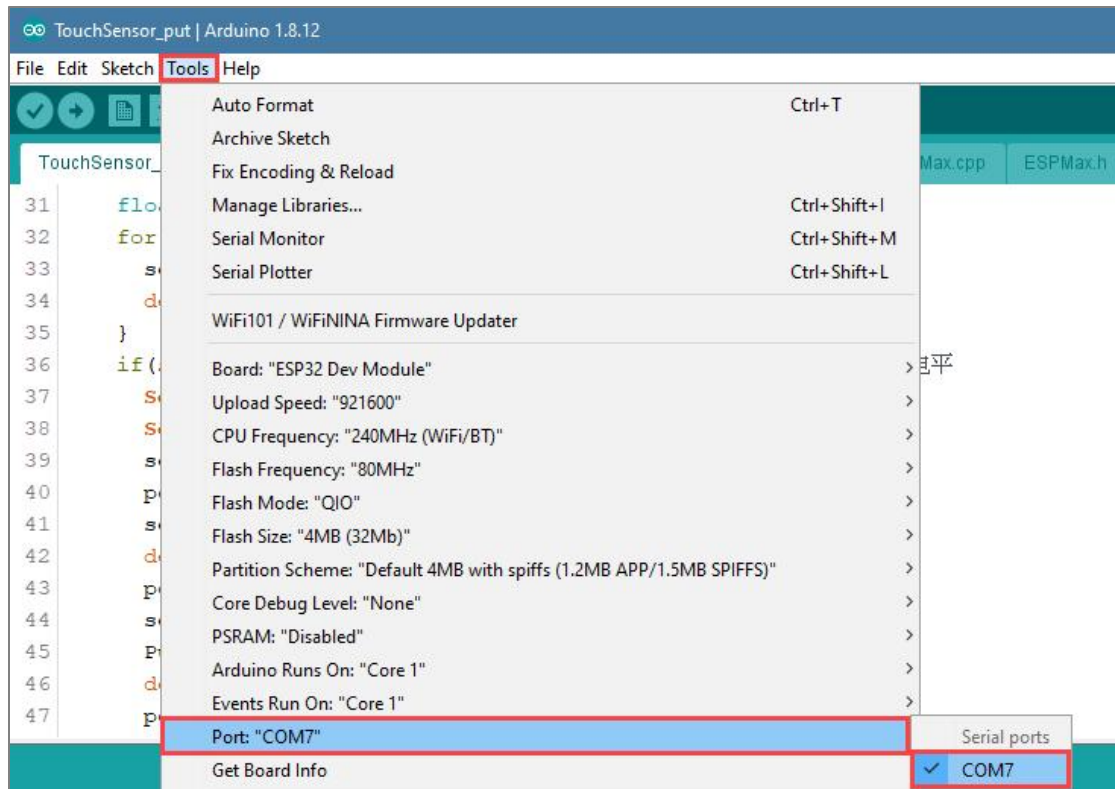 TouchSensor_put | Arduino 1.8.12
File Edit Sketch Tools Help
Auto Format Ctrl+T
Archive Sketch
TouchSensor_ Fix Encoding & Reload Max.cpp ESPMax.h
31 flo Manage Libraries... Ctrl+Shift+I
32 for Serial Monitor Ctrl+Shift+M
33 s Serial Plotter Ctrl+Shift+L
34 d
WiFi101 / WiFiNINA Firmware Updater
35 }
36 if( Board: "ESP32 Dev Module" 电平
37 S Upload Speed: "921600"
38 S CPU Frequency: "240MHz (WiFi/BT)"
39 s Flash Frequency: "80MHz"
40 p Flash Mode: "QIO"
41 s Flash Size: "4MB (32Mb)"
42 d Partition Scheme: "Default 4MB with spiffs (1.2MB APP/1.5MB SPIFFS)"
43 p Core Debug Level: "None"
44 s PSRAM: "Disabled"
45 P Arduino Runs On: "Core 1"
46 d Events Run On: "Core 1"
47 p Port: "COM7" Serial ports
Get Board Info COM7